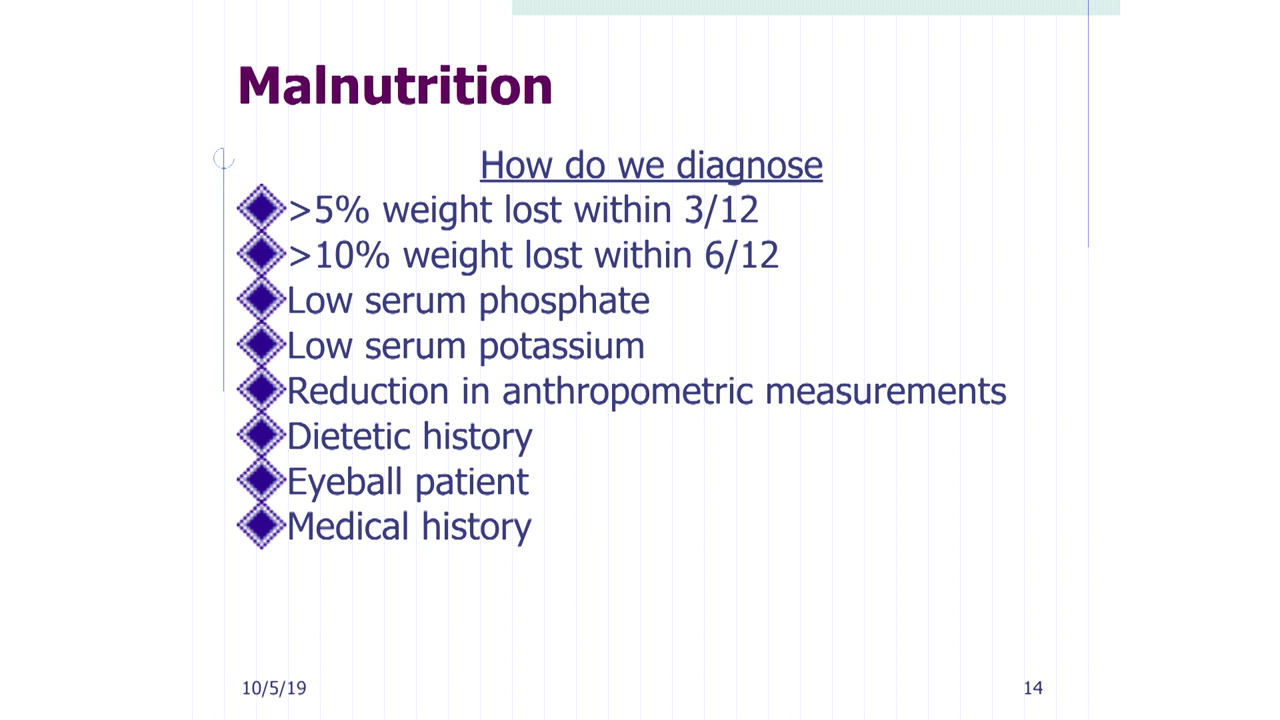 Malnutrition
How do we diagnose
>5% weight lost within 3/12
>10% weight lost within 6/12
Low serum phosphate
Low serum potassium
Reduction in anthropometric measurements
Dietetic history
Eyeball patient
Medical history
10/5/19
14